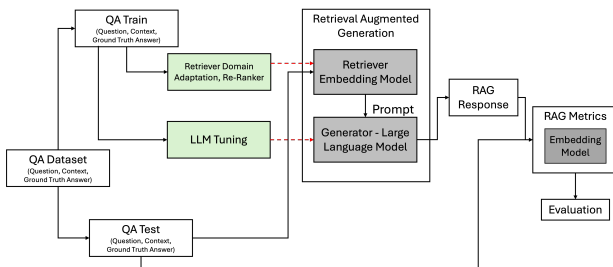 QA Train
(Question, Context,
Ground Truth Answer)
Retrieval Augmented
Generation
Retriever Domain
Adaptation, Re-Ranker
Retriever
Embedding Model
Prompt
RAG
Response
RAG Metrics
Embedding
Model
LLM Tuning
Generator - Large
Language Model
QA Dataset
(Question, Context,
Ground Truth Answer)
Evaluation
QA Test
(Question, Context,
Ground Truth Answer)